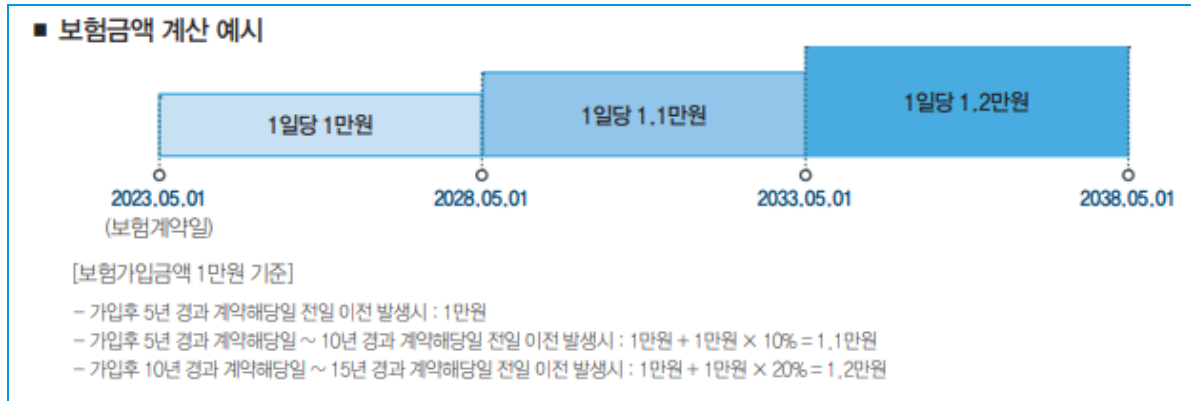 ■ 보험금액 계산 예시
1일당 1만원
1일당 1.1만원
1일당 1.2만원
2023.05.01
2028.05.01
2033.05.01
2038.05.01
(보험계약일)
[보험가입금액 1만원 기준]
- 가입후 5년 경과 계약해당일 전일 이전 발생시 : 1만원
- 가입후 5년 경과 계약해당일 ~ 10년 경과 계약해당일 전일 이전 발생시 : 1만원 + 1만원 × 10% = 1.1만원
- 가입후 10년 경과 계약해당일 ~ 15년 경과 계약해당일 전일 이전 발생시 : 1만원 + 1만원 × 20% = 1.2만원